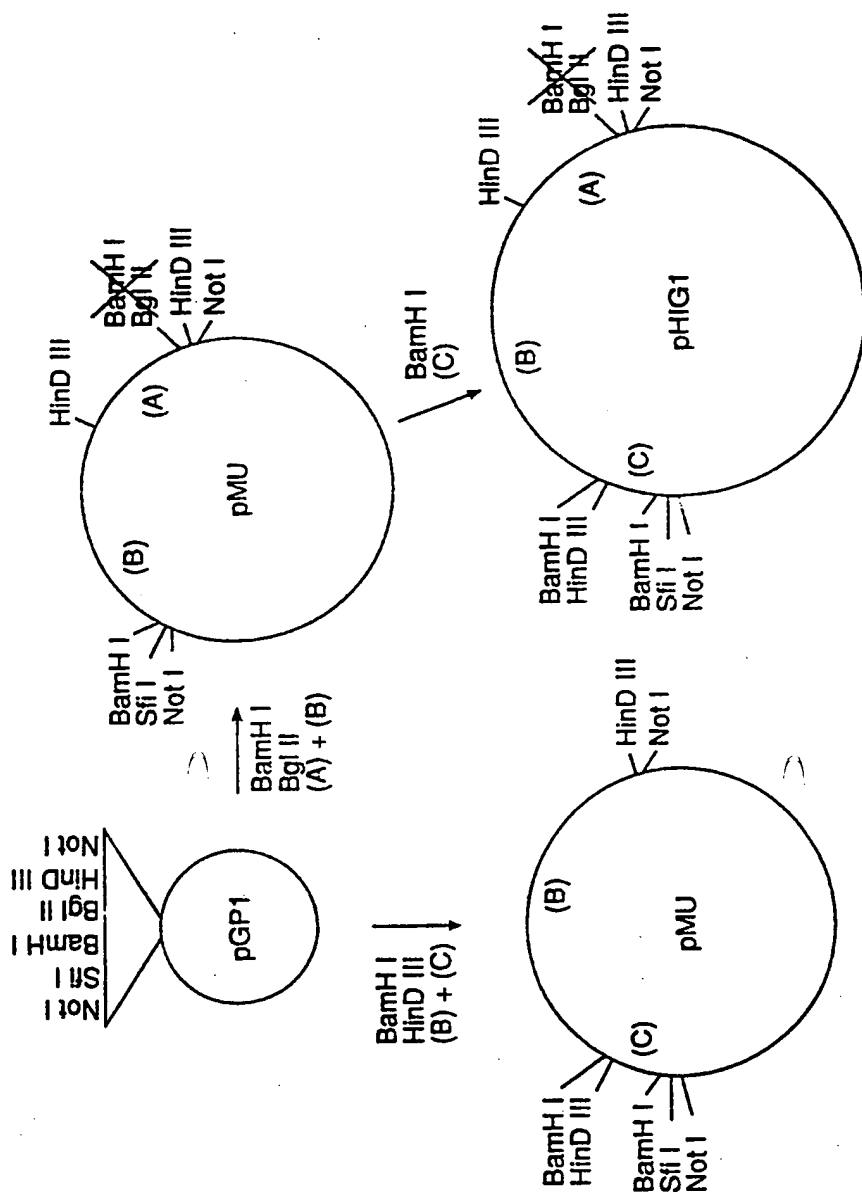 Not I
Sfi I
BamH I
Bgl II
HinD III
Not I
pGP1
BamH I
Bgl II
(A) + (B)
BamH I
Sfi I
Not I
(B)
pMU
(A)
HinD III
BamH I
Bgl II
HinD III
Not I
BamH I
HinD III
(B) + (C)
BamH I
(C)
BamH I
HinD III
(C)
BamH I
Sfi I
Not I
(B)
pMU
HinD III
Not I
BamH I
HinD III
(C)
BamH I
Sfi I
Not I
(B)
pHIG1
(A)
HinD III
BamH I
Bgl II
HinD III
Not I